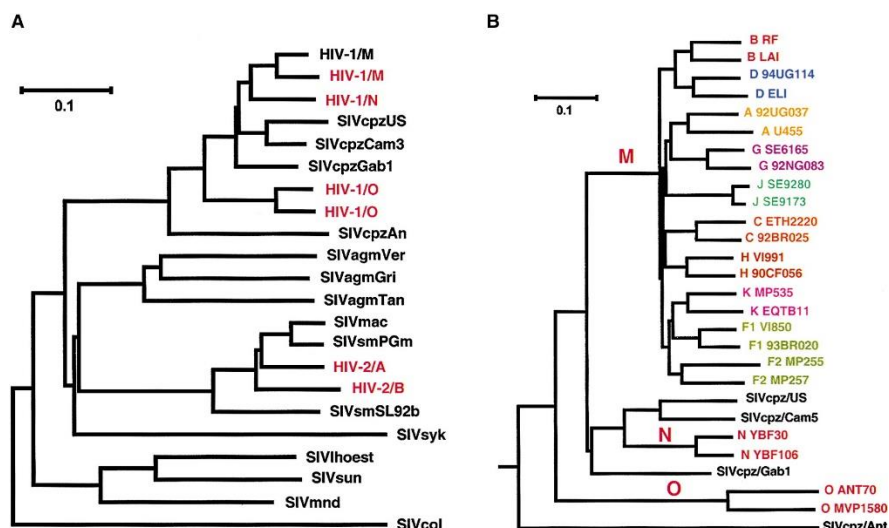 A
HIV-1/M
HIV-1/M
HIV-1/N
SIVcpzUS
SIVcpzCam3
SIVcpzGab1
HIV-1/O
HIV-1/O
SIVcpzAn
SIVagmVer
SIVagmGri
SIVagmTan
SIVmac
SIVsmPGm
HIV-2/A
HIV-2/B
SIVsmSL92b
SIVsyk
SIVlhoest
SIVsun
SIVmnd
SIVcol
0.1
B
B RF
B LAI
D 94UG114
D ELI
A 92UG037
A U455
G SE6165
G 92NG083
J SE9280
J SE9173
C ETH2220
C 92BR025
H VI991
H 90CF056
K MP535
K EQTB11
F1 VI850
F1 93BR020
F2 MP255
F2 MP257
SIVcpz/US
SIVcpz/Cam5
N YBF30
N YBF106
SIVcpz/Gab1
O ANT70
O MVP1580
SIVcpz/Ant
0.1
M
N
O